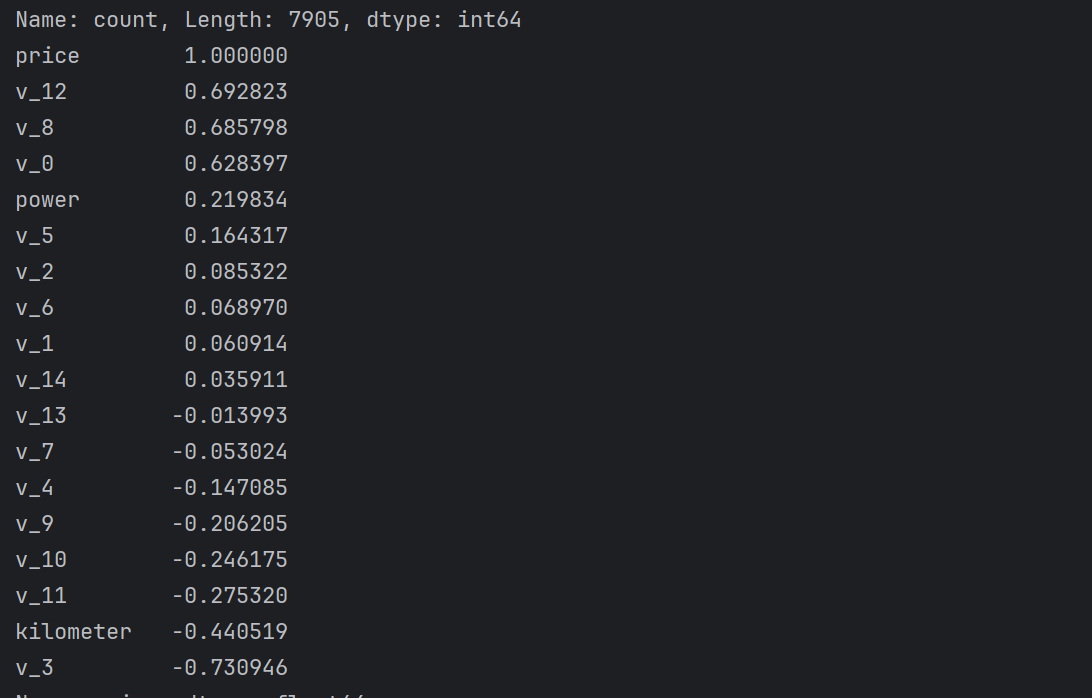 Name: count, Length: 7905, dtype: int64
price 1.000000
v_12 0.692823
v_8 0.685798
v_0 0.628397
power 0.219834
v_5 0.164317
v_2 0.085322
v_6 0.068970
v_1 0.060914
v_14 0.035911
v_13 -0.013993
v_7 -0.053024
v_4 -0.147085
v_9 -0.206205
v_10 -0.246175
v_11 -0.275320
kilometer -0.440519
v_3 -0.730946